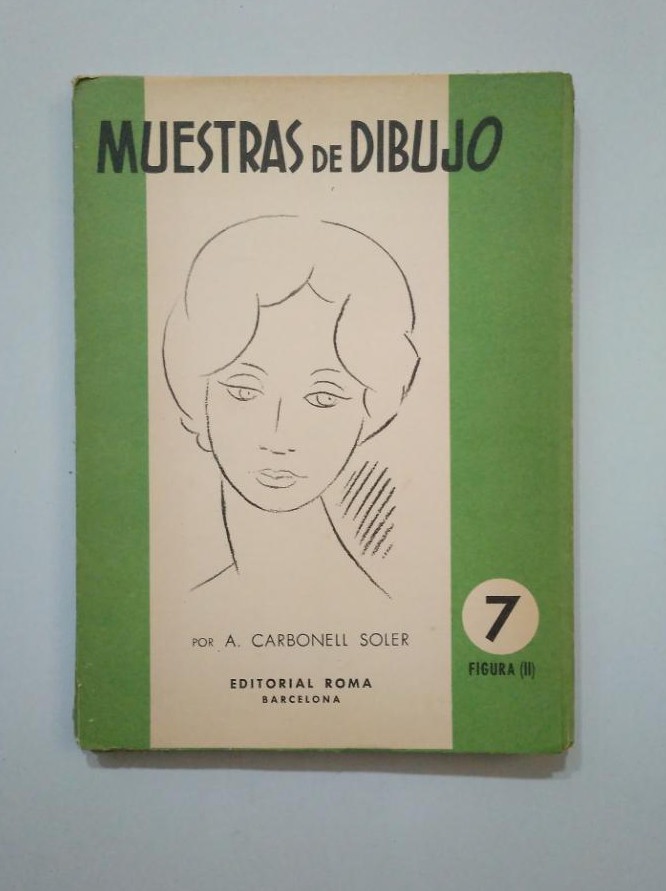 MUESTRAS DE DIBUJO
POR A. CARBONELL SOLER
EDITORIAL ROMA
BARCELONA
7
FIGURA (II)